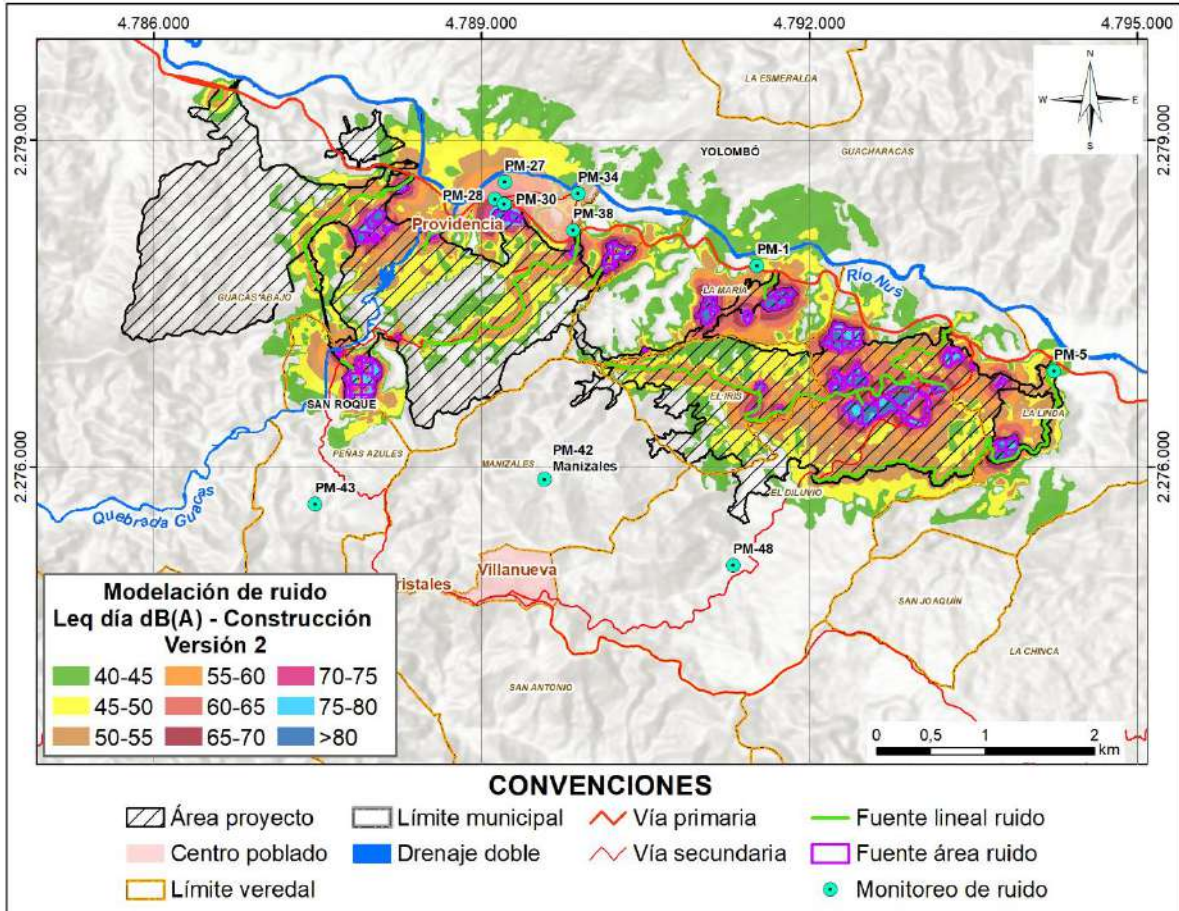 4.786.000
4.789.000
4.792.000
4.795.000
2.279.000
2.279.000
2.276.000
2.276.000
N
W
E
S
LA ESMERALDA
YOLOMBÓ
GUACHARACAS
PM-27
PM-34
PM-28
PM-30
PM-38
Providencia
PM-1
Río Nus
GUACAS ABAJO
LA MARÍA
PM-5
EL IRIS
LA LINDA
SAN ROQUE
PEÑAS AZULES
MANIZALES
PM-42
Manizales
PM-43
EL DILUVIO
Quebrada Guacas
PM-48
Villanueva
ristales
SAN JOAQUÍN
LA CHINCA
SAN ANTONIO
Modelación de ruido
Leq día dB(A) - Construcción
Versión 2
40-45 55-60 70-75
45-50 60-65 75-80
50-55 65-70 >80
0 0,5 1 2
km
CONVENCIONES
Área proyecto Límite municipal Vía primaria Fuente lineal ruido
Centro poblado Drenaje doble Vía secundaria Fuente área ruido
Límite veredal Monitoreo de ruido